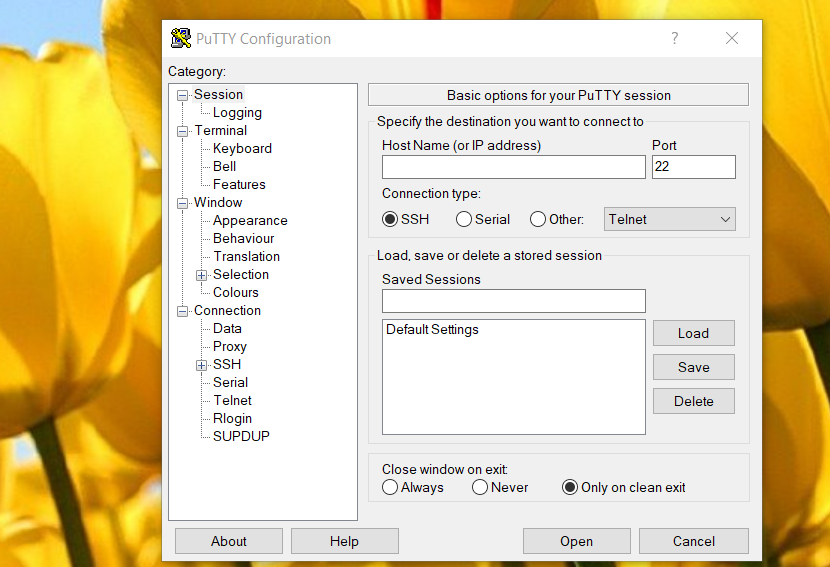 PuTTY Configuration
?
Category:
Session
Logging
Terminal
Keyboard
Bell
Features
Window
Appearance
Behaviour
Translation
Selection
Colours
Connection
Data
Proxy
SSH
Serial
Telnet
Rlogin
SUPDUP
Basic options for your PuTTY session
Specify the destination you want to connect to
Host Name (or IP address) Port
22
Connection type:
SSH Serial Other: Telnet
Load, save or delete a stored session
Saved Sessions
Default Settings
Load
Save
Delete
Close window on exit:
Always Never Only on clean exit
About Help Open Cancel